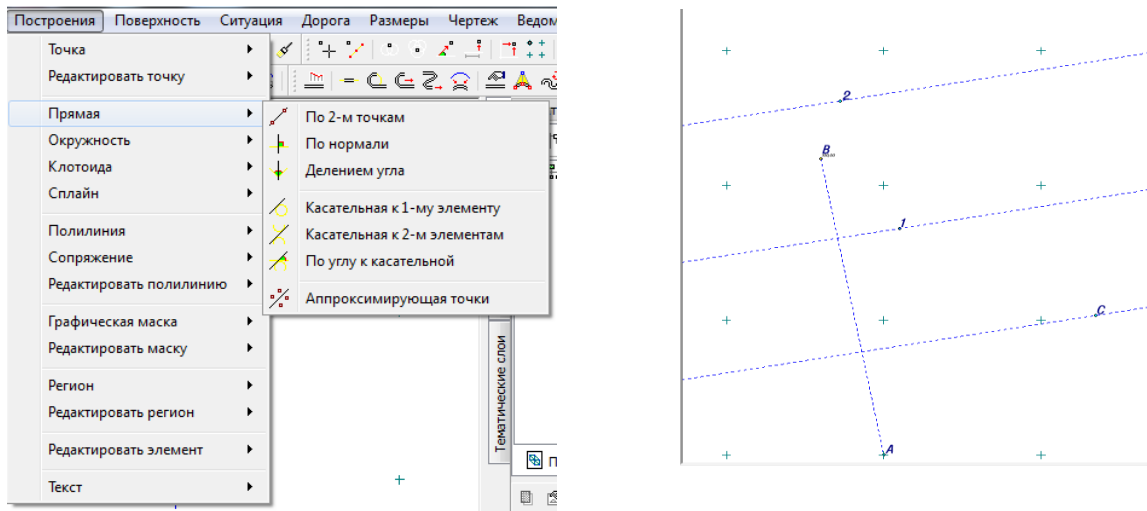 Построения Поверхность Ситуация Дорога Размеры Чертеж
Точка
Редактировать точку
Прямая
Окружность
Клотоида
Сплайн
Полилиния
Сопряжение
Редактировать полилинию
Графическая маска
Редактировать маску
Регион
Редактировать регион
Редактировать элемент
Текст
По 2-м точкам
По нормали
Делением угла
Касательная к 1-му элементу
Касательная к 2-м элементам
По углу к касательной
Аппроксимирующая точки
Тематические слои
2
B
1
C
A